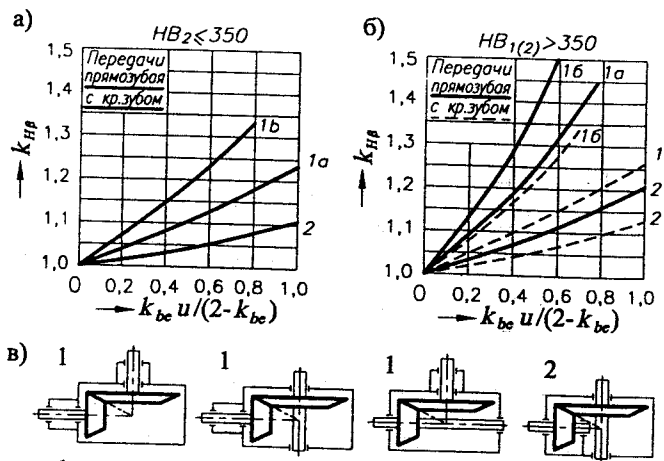 а)
HB₂ ≤ 350
1,5
1,4
1,3
1,2
1,1
1,0
Передачи
прямозубая
с кр.зубом
1b
1a
2
0 0,2 0,4 0,6 0,8 1,0
k_Hβ
k_be u/(2- k_be)
б)
HB₁₍₂₎ > 350
1,5
1,4
1,3
1,2
1,1
1,0
Передачи
прямозубая
с кр.зубом
1б
1а
1б
1
2
2
0 0,2 0,4 0,6 0,8 1,0
k_Hβ
k_be u/(2- k_be)
в) 1 1 1 2